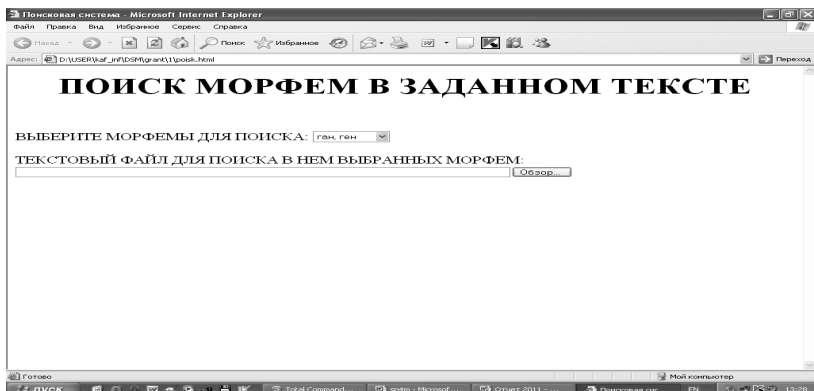 Поисковая система - Microsoft Internet Explorer
Файл Правка Вид Избранное Сервис Справка
Назад Поиск Избранное
Адрес: D:\USER\kaf_inf\DSM\grant\1\poisk.html Переход
ПОИСК МОРФЕМ В ЗАДАННОМ ТЕКСТЕ
ВЫБЕРИТЕ МОРФЕМЫ ДЛЯ ПОИСКА: ган, ген
ТЕКСТОВЫЙ ФАЙЛ ДЛЯ ПОИСКА В НЕМ ВЫБРАННЫХ МОРФЕМ:
Обзор...
Готово Мой компьютер
пуск Total Command... Отчет 2011 - ... Поисковая сис... EN 13:28